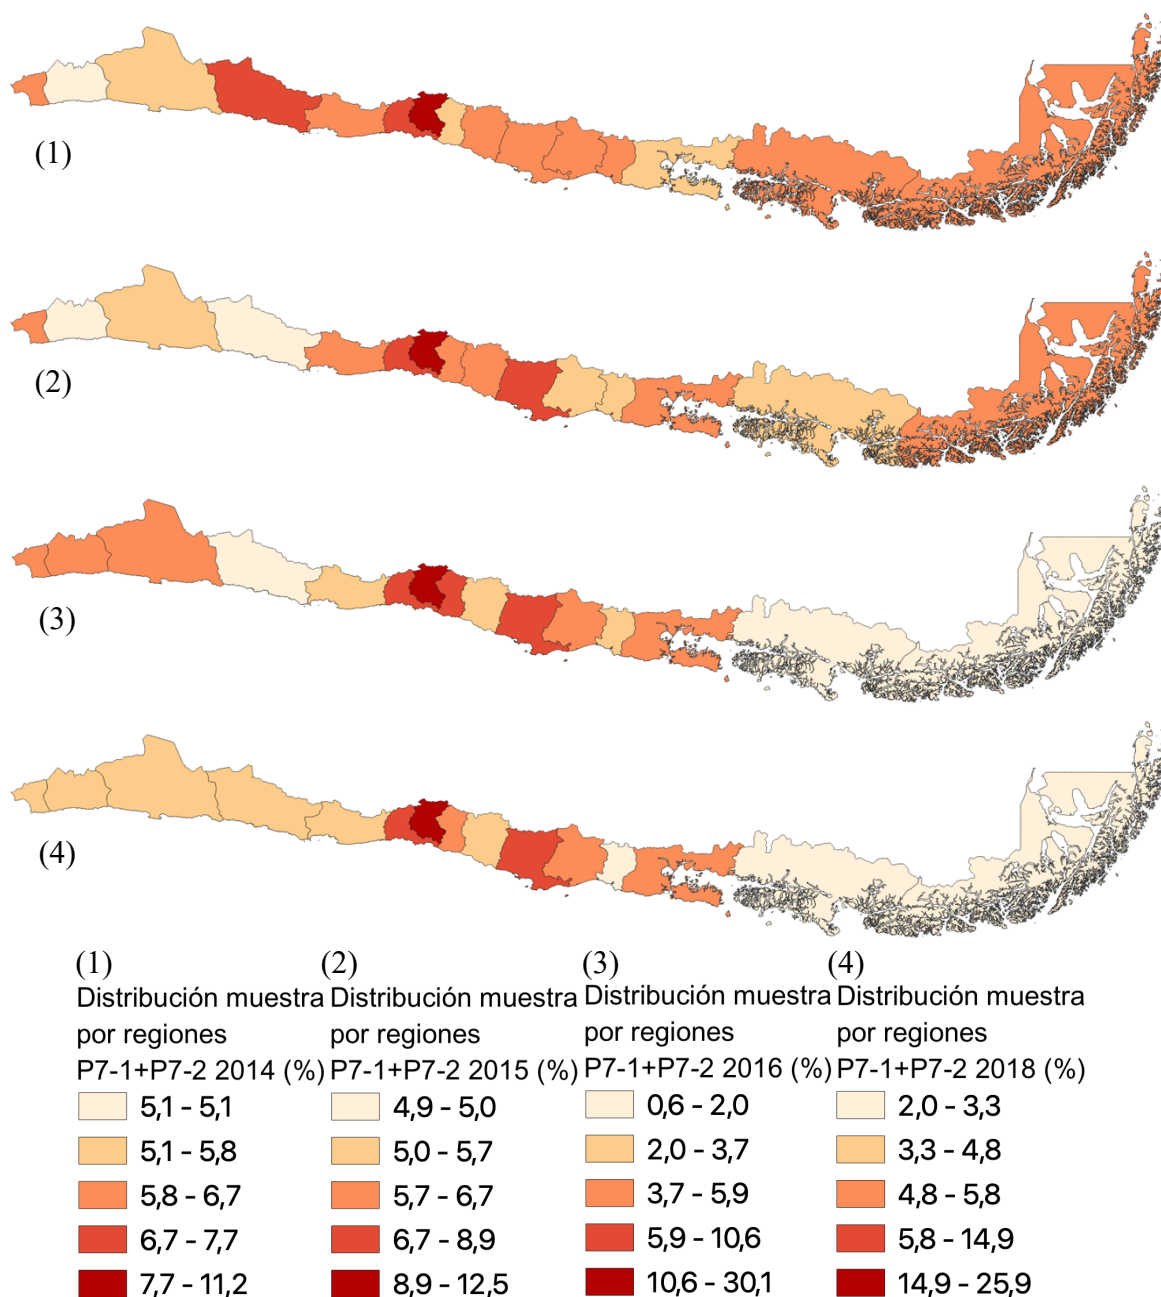 (1)
(2)
(3)
(4)
(1)
Distribución muestra
por regiones
P7-1+P7-2 2014 (%)
5,1 - 5,1
5,1 - 5,8
5,8 - 6,7
6,7 - 7,7
7,7 - 11,2
(2)
Distribución muestra
por regiones
P7-1+P7-2 2015 (%)
4,9 - 5,0
5,0 - 5,7
5,7 - 6,7
6,7 - 8,9
8,9 - 12,5
(3)
Distribución muestra
por regiones
P7-1+P7-2 2016 (%)
0,6 - 2,0
2,0 - 3,7
3,7 - 5,9
5,9 - 10,6
10,6 - 30,1
(4)
Distribución muestra
por regiones
P7-1+P7-2 2018 (%)
2,0 - 3,3
3,3 - 4,8
4,8 - 5,8
5,8 - 14,9
14,9 - 25,9